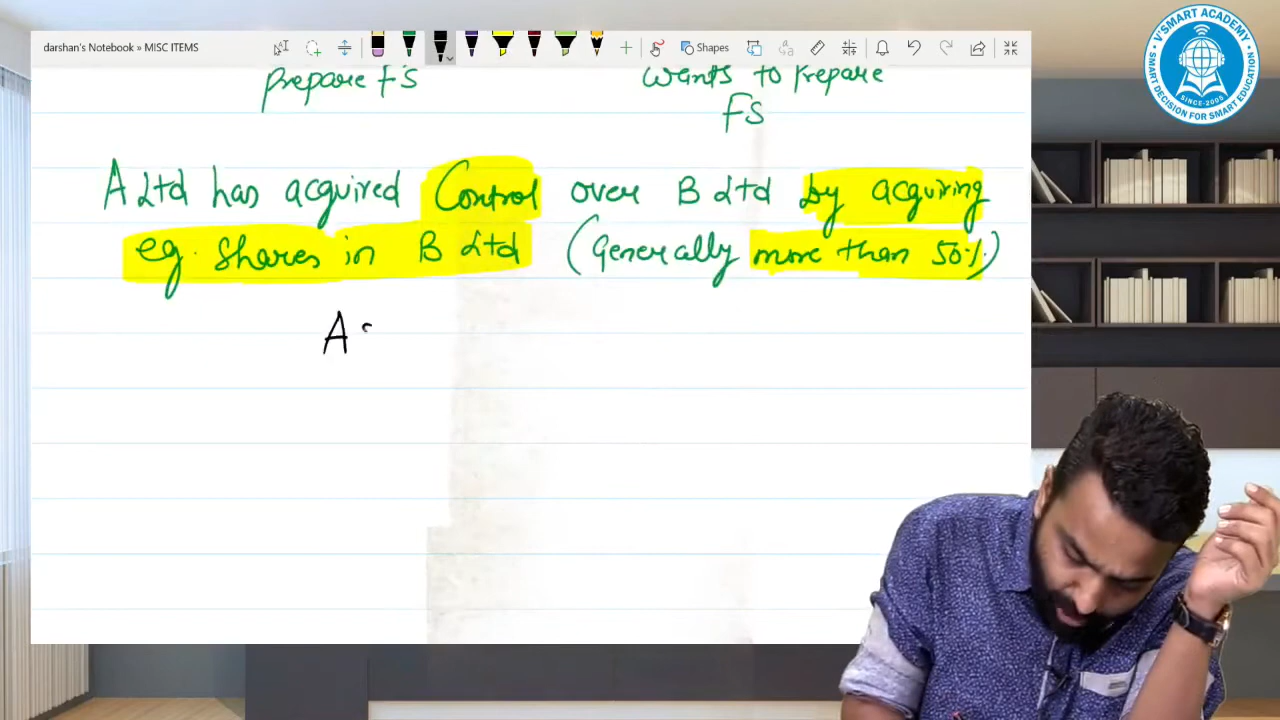 darshan's Notebook » MISC ITEMS
Shapes
V'SMART ACADEMY
SMART DECISION FOR SMART EDUCATION
SINCE-2005
prepare FS
wants to prepare
FS
A Ltd has acquired Control over B Ltd by acquiring
eg. shares in B Ltd (Generally more than 50%)
A